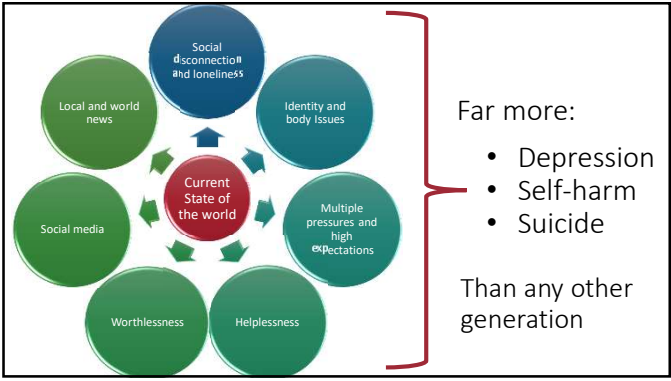 Social
disconnection
and loneliness
Identity and
body Issues
Multiple
pressures and
high
expectations
Helplessness
Worthlessness
Social media
Local and world
news
Current
State of
the world
Far more:
• Depression
• Self-harm
• Suicide
Than any other
generation